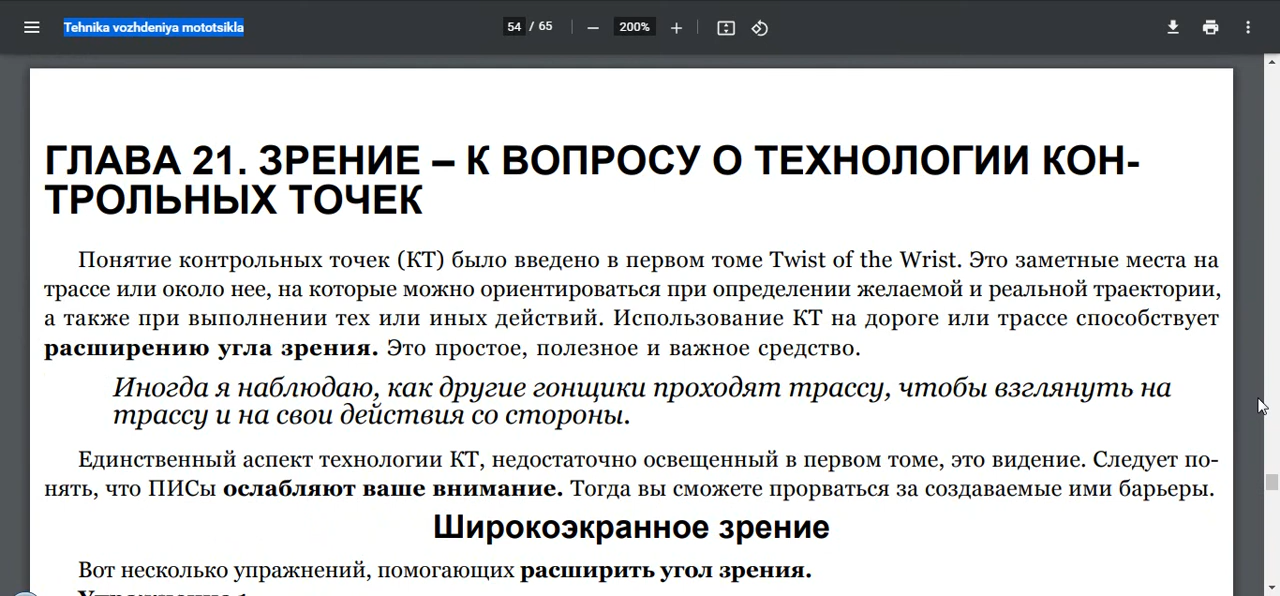 Tehnika vozhdeniya mototsikla
54 / 65
200%
ГЛАВА 21. ЗРЕНИЕ – К ВОПРОСУ О ТЕХНОЛОГИИ КОН-
ТРОЛЬНЫХ ТОЧЕК
Понятие контрольных точек (КТ) было введено в первом томе Twist of the Wrist. Это заметные места на
трассе или около нее, на которые можно ориентироваться при определении желаемой и реальной траектории,
а также при выполнении тех или иных действий. Использование КТ на дороге или трассе способствует
расширению угла зрения. Это простое, полезное и важное средство.
Иногда я наблюдаю, как другие гонщики проходят трассу, чтобы взглянуть на
трассу и на свои действия со стороны.
Единственный аспект технологии КТ, недостаточно освещенный в первом томе, это видение. Следует по-
нять, что ПИСы ослабляют ваше внимание. Тогда вы сможете прорваться за создаваемые ими барьеры.
Широкоэкранное зрение
Вот несколько упражнений, помогающих расширить угол зрения.